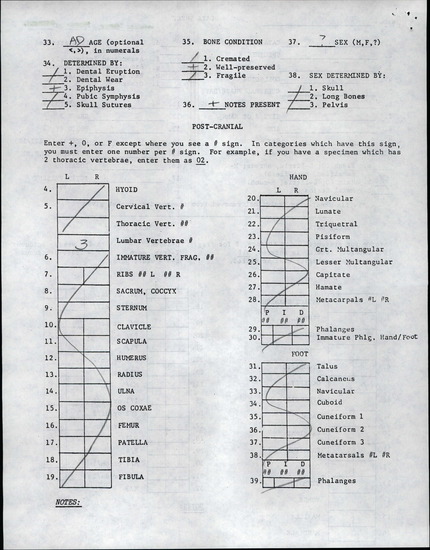 33. AD AGE (optional
<,>), in numerals
34. DETERMINED BY:
/ 1. Dental Eruption
/ 2. Dental Wear
+ 3. Epiphysis
/ 4. Pubic Symphysis
/ 5. Skull Sutures
35. BONE CONDITION
/ 1. Cremated
+ 2. Well-preserved
/ 3. Fragile
36. + NOTES PRESENT
37. ? SEX (M,F,?)
38. SEX DETERMINED BY:
/ 1. Skull
/ 2. Long Bones
/ 3. Pelvis
POST-CRANIAL
Enter +, 0, or F except where you see a # sign. In categories which have this sign,
you must enter one number per # sign. For example, if you have a specimen which has
2 thoracic vertebrae, enter them as 02.
L R
4. HYOID
5. Cervical Vert. #
Thoracic Vert. ##
3 Lumbar Vertebrae #
6. IMMATURE VERT. FRAG. ##
7. RIBS ## L ## R
8. SACRUM, COCCYX
9. STERNUM
10. CLAVICLE
11. SCAPULA
12. HUMERUS
13. RADIUS
14. ULNA
15. OS COXAE
16. FEMUR
17. PATELLA
18. TIBIA
19. FIBULA
NOTES:
HAND
L R
20. Navicular
21. Lunate
22. Triquetral
23. Pisiform
24. Grt. Multangular
25. Lesser Multangular
26. Capitate
27. Hamate
28. Metacarpals #L #R
P I D
## ## ##
29. Phalanges
30. Immature Phlg. Hand/Foot
FOOT
31. Talus
32. Calcaneus
33. Navicular
34. Cuboid
35. Cuneiform 1
36. Cuneiform 2
37. Cuneiform 3
38. Metatarsals #L #R
P I D
## ## ##
39. Phalanges